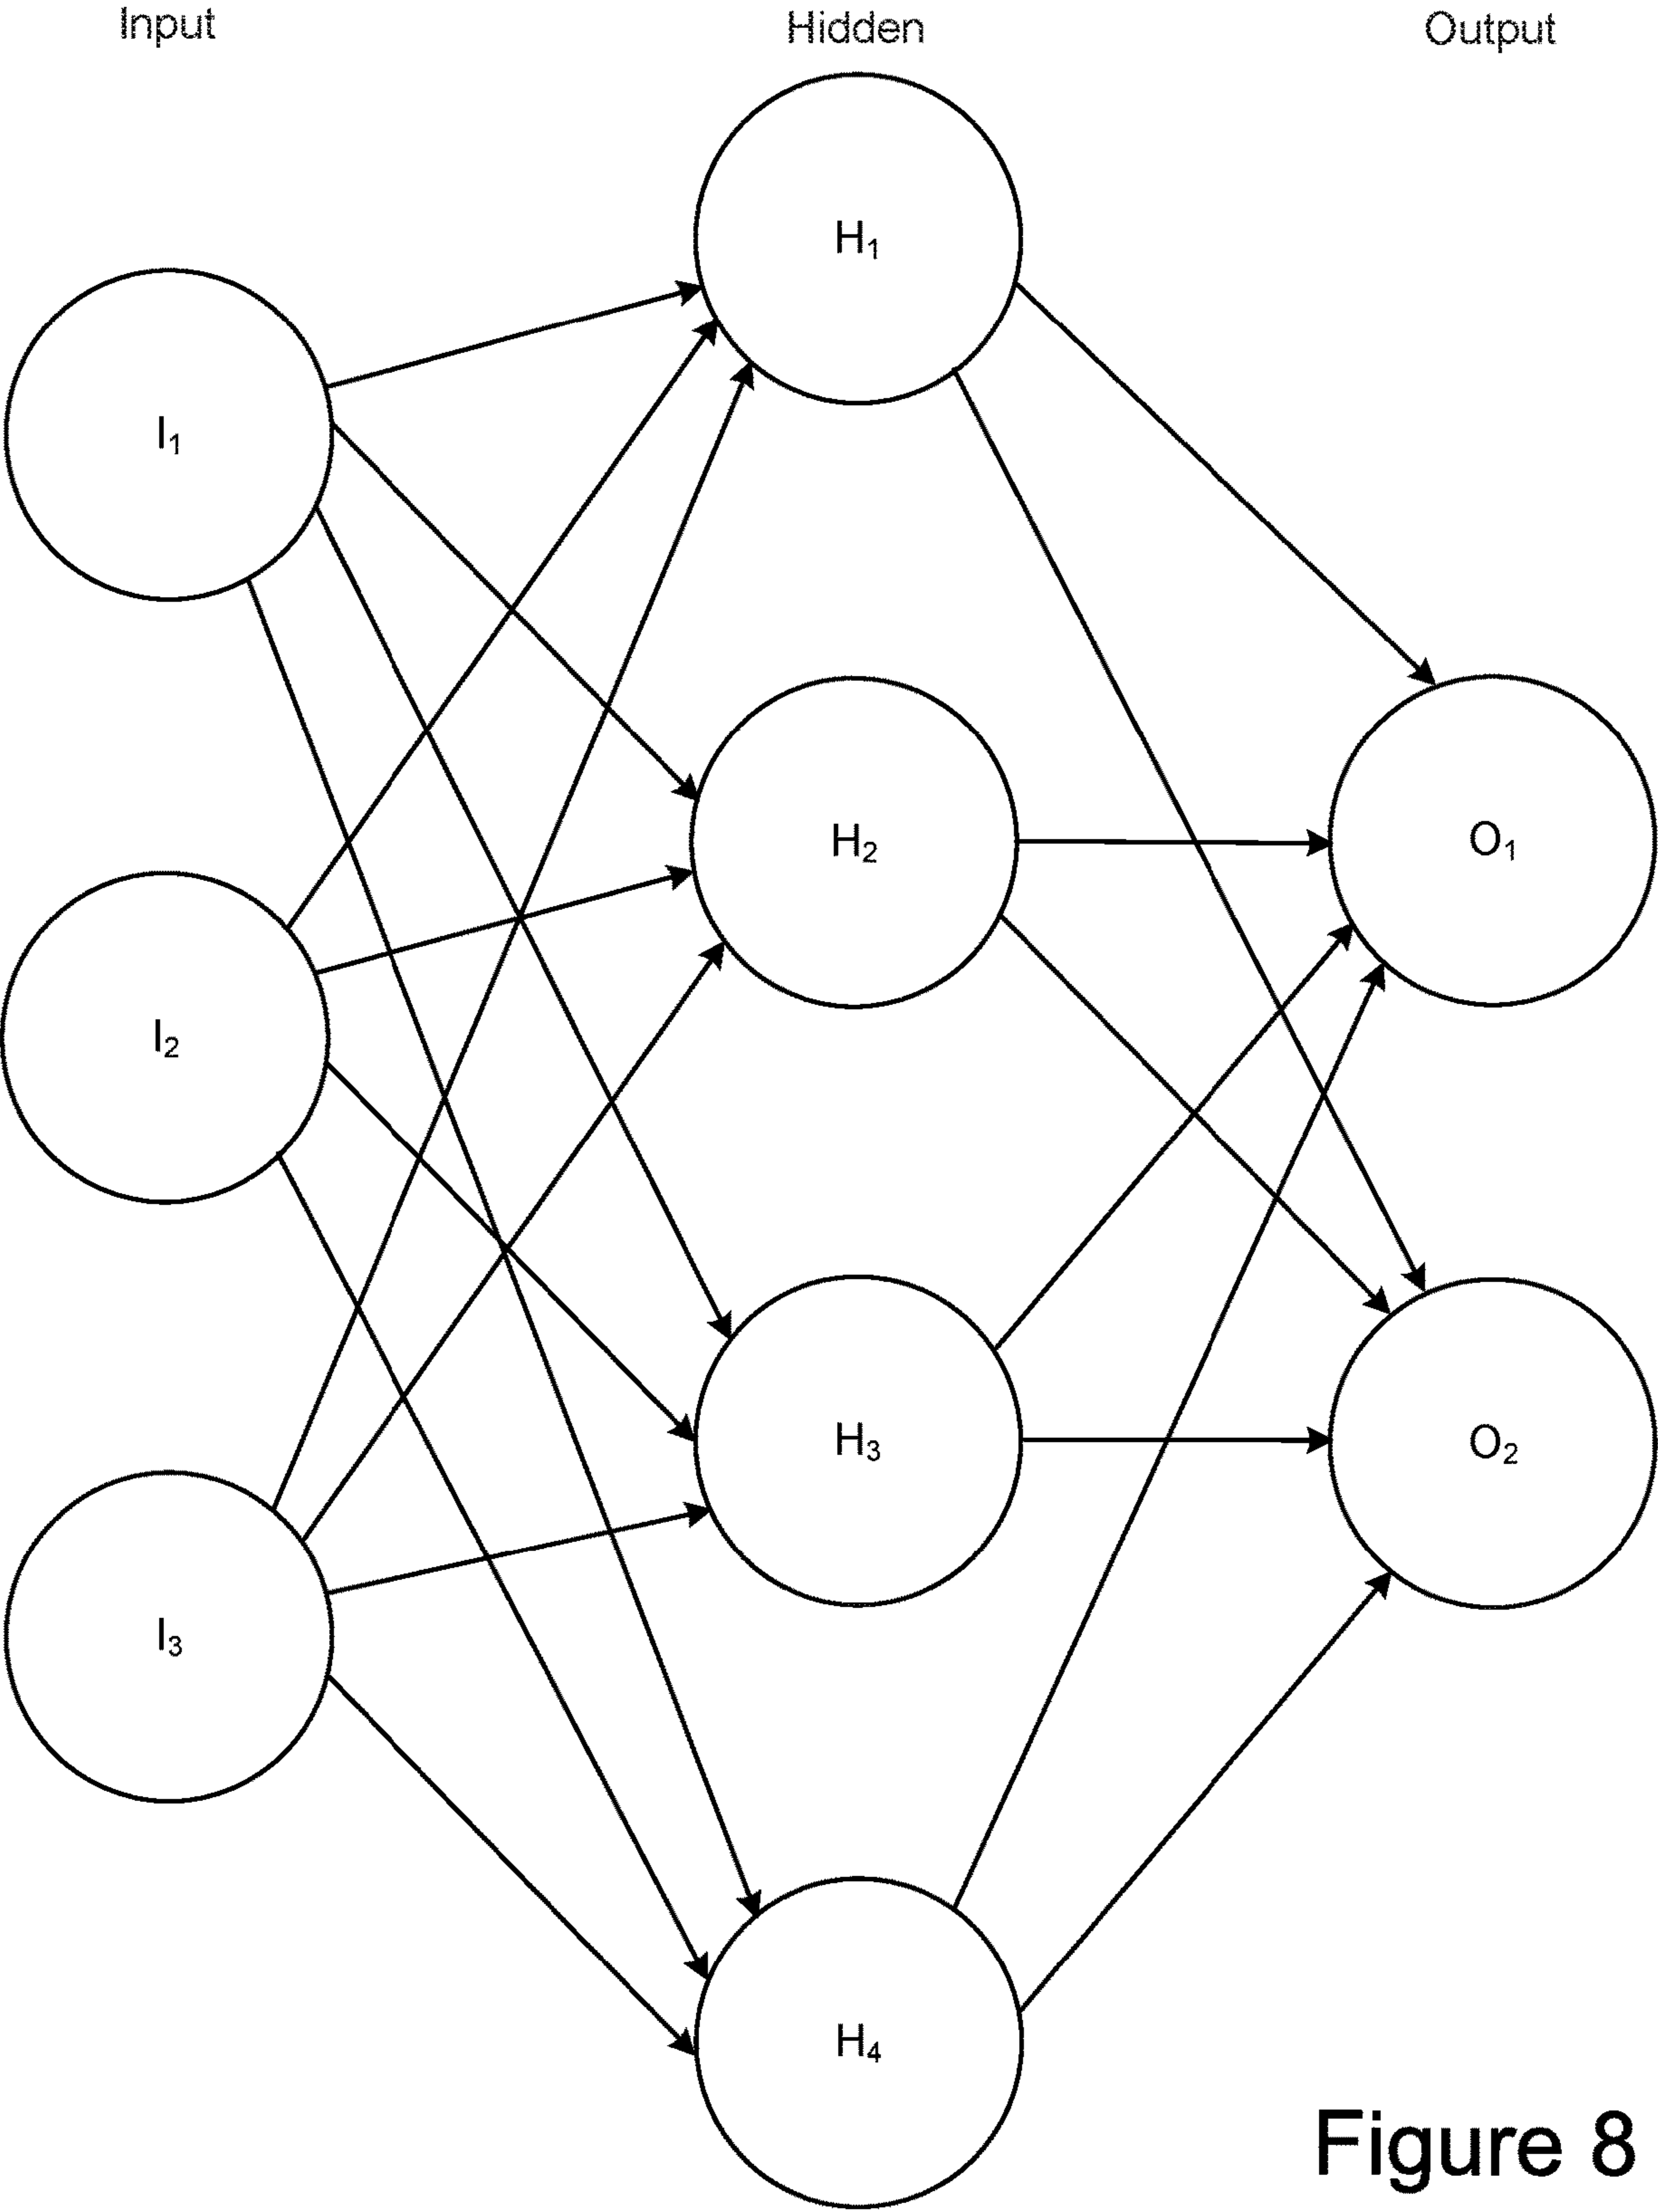 Input Hidden Output
H₁
I₁
H₂ O₁
I₂
H₃ O₂
I₃
H₄
Figure 8